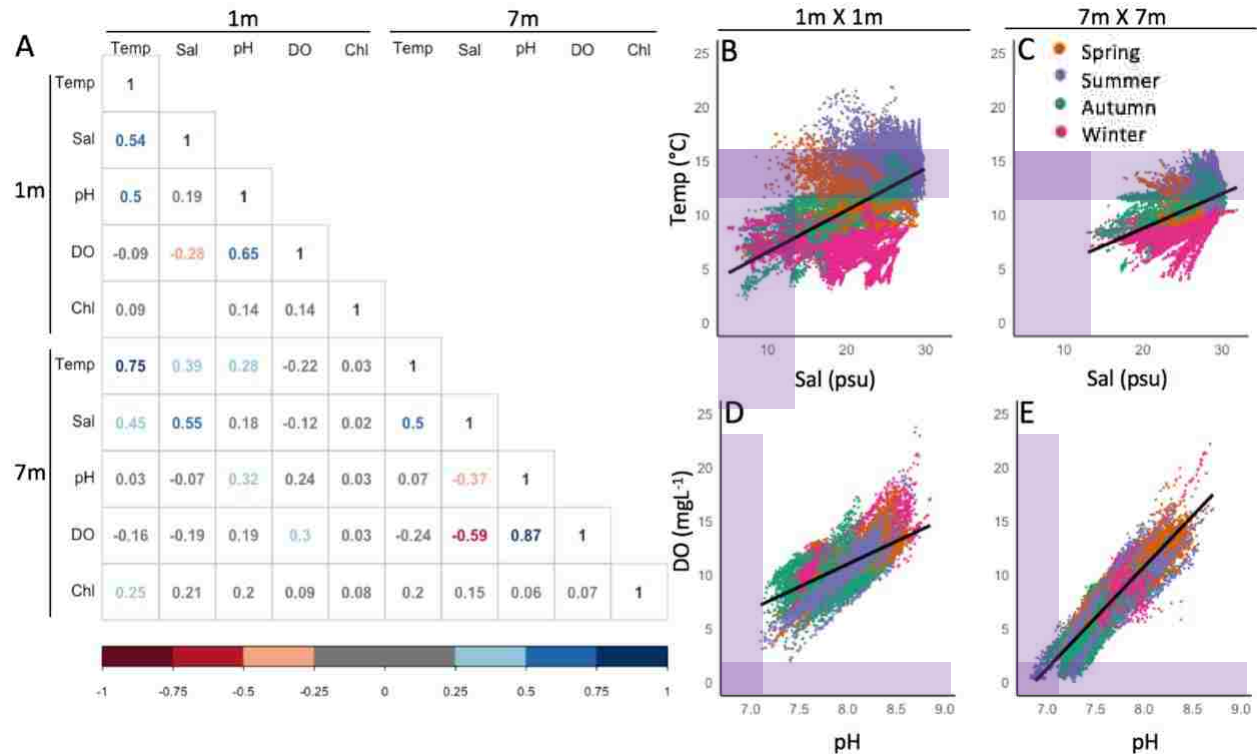 1m 7m
A Temp Sal pH DO Chl Temp Sal pH DO Chl
1m
Temp 1
Sal 0.54 1
pH 0.5 0.19 1
DO -0.09 -0.28 0.65 1
Chl 0.09 0.14 0.14 1
7m
Temp 0.75 0.39 0.28 -0.22 0.03 1
Sal 0.45 0.55 0.18 -0.12 0.02 0.5 1
pH 0.03 -0.07 0.32 0.24 0.03 0.07 -0.37 1
DO -0.16 -0.19 0.19 0.3 0.03 -0.24 -0.59 0.87 1
Chl 0.25 0.21 0.2 0.09 0.08 0.2 0.15 0.06 0.07 1
-1 -0.75 -0.5 -0.25 0 0.25 0.5 0.75 1
1m X 1m
B
Temp (°C)
25
20
15
10
5
0
10 20 30
Sal (psu)
7m X 7m
C
Spring
Summer
Autumn
Winter
25
20
15
10
5
0
10 20 30
Sal (psu)
D
DO (mgL⁻¹)
25
20
15
10
5
0
7.0 7.5 8.0 8.5 9.0
pH
E
25
20
15
10
5
0
7.0 7.5 8.0 8.5 9.0
pH